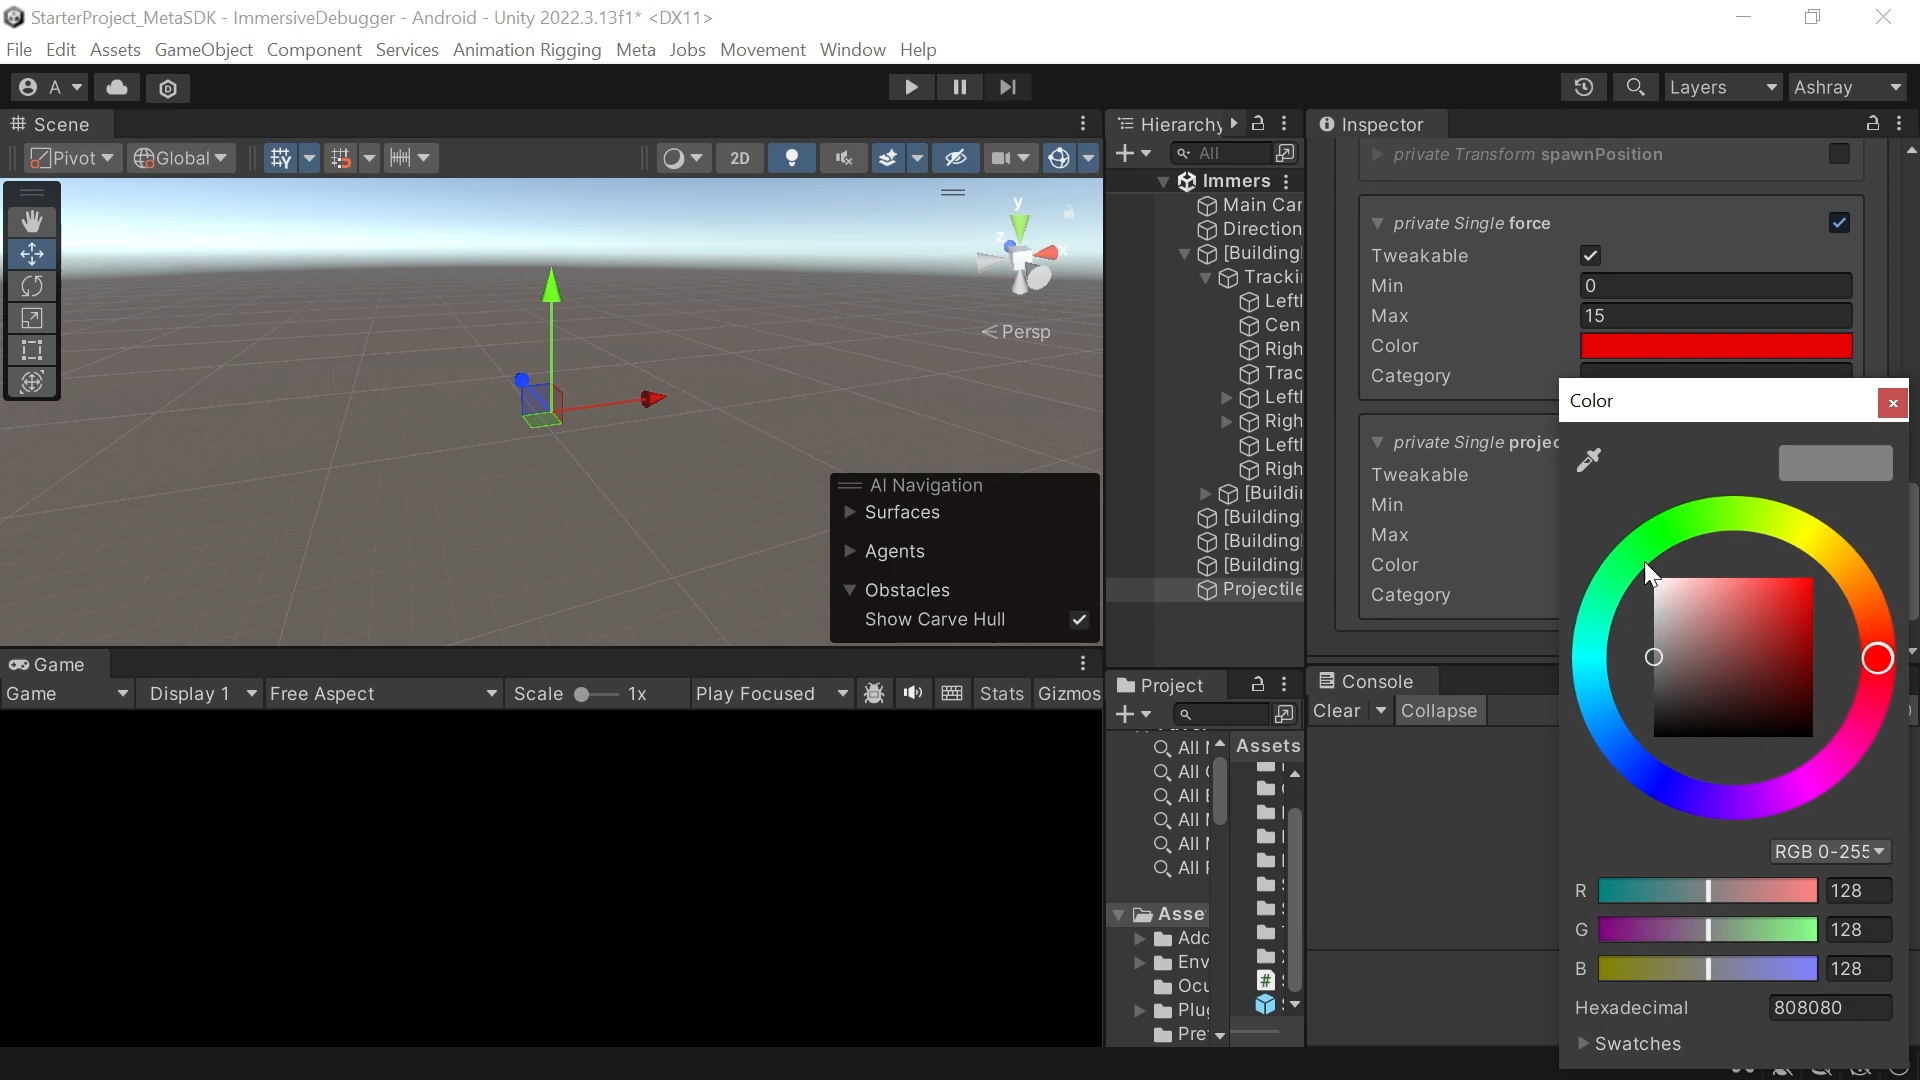 StarterProject_MetaSDK - ImmersiveDebugger - Android - Unity 2022.3.13f1* <DX11>
File Edit Assets GameObject Component Services Animation Rigging Meta Jobs Movement Window Help
A
Layers
Ashray
Scene
Pivot
Global
2D
y
z
x
Persp
AI Navigation
Surfaces
Agents
Obstacles
Show Carve Hull
Game
Game
Display 1
Free Aspect
Scale
1x
Play Focused
Stats
Gizmos
Hierarchy
All
Immers
Main Car
Direction
[Building
Tracki
Left
Cen
Righ
Trac
Left
Righ
Left
Righ
[Buildi
[Building
[Building
[Building
Projectile
Project
All
All
All
All
All
All
Asse
Add
Env
Ocu
Plug
Pre
Assets
Inspector
private Transform spawnPosition
private Single force
Tweakable
Min
0
Max
15
Color
Category
private Single projec
Tweakable
Min
Max
Color
Category
Console
Clear
Collapse
Color
x
RGB 0-255
R
128
G
128
B
128
Hexadecimal
808080
Swatches